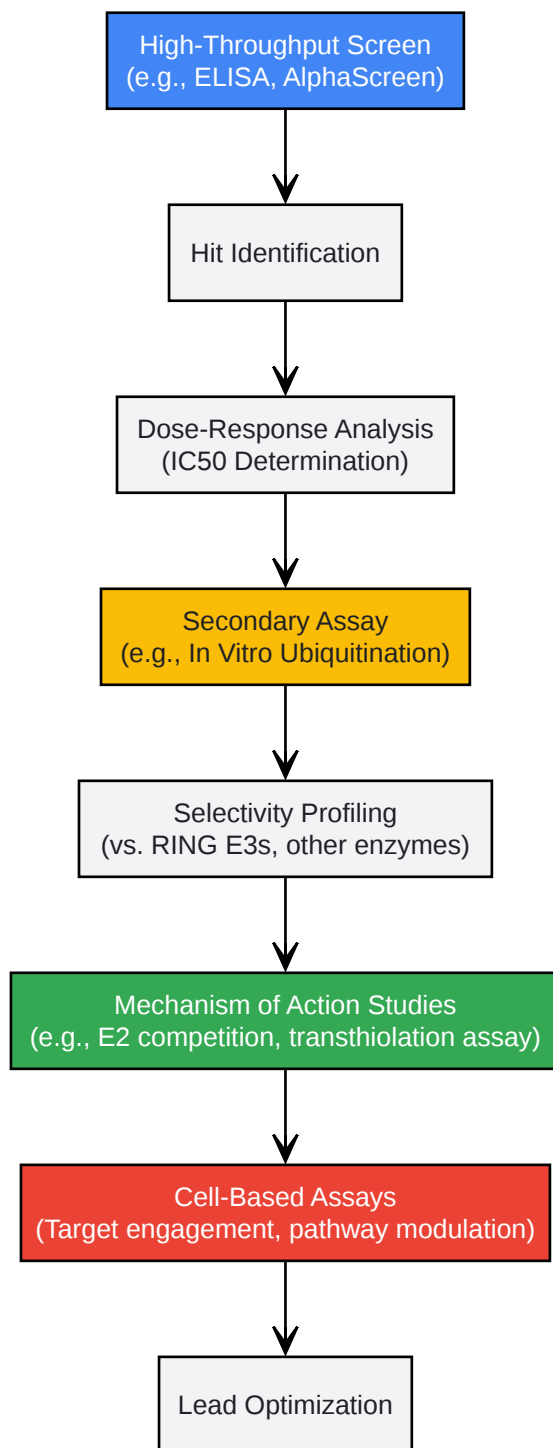 High-Throughput Screen
(e.g., ELISA, AlphaScreen)
Hit Identification
Dose-Response Analysis
(IC50 Determination)
Secondary Assay
(e.g., In Vitro Ubiquitination)
Selectivity Profiling
(vs. RING E3s, other enzymes)
Mechanism of Action Studies
(e.g., E2 competition, transthiolation assay)
Cell-Based Assays
(Target engagement, pathway modulation)
Lead Optimization